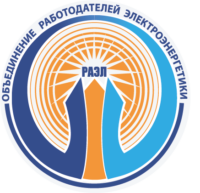 ОБЪЕДИНЕНИЕ РАБОТОДАТЕЛЕЙ ЭЛЕКТРОЭНЕРГЕТИКИ
РАЭЛ